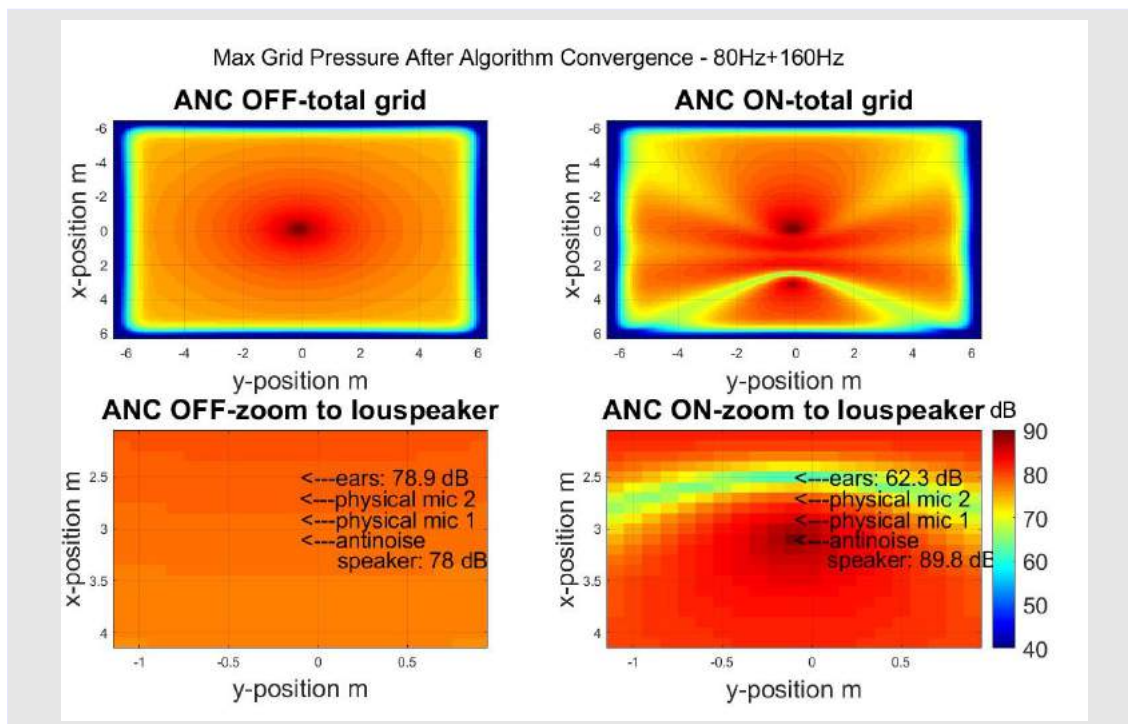 Max Grid Pressure After Algorithm Convergence - 80Hz+160Hz
ANC OFF-total grid
-6
-4
-2
0
2
4
6
x-position m
-6 -4 -2 0 2 4 6
y-position m
ANC ON-total grid
-6
-4
-2
0
2
4
6
x-position m
-6 -4 -2 0 2 4 6
y-position m
ANC OFF-zoom to louspeaker
2.5
3
3.5
4
x-position m
<---ears: 78.9 dB
<---physical mic 2
<---physical mic 1
<---antinoise
speaker: 78 dB
-1 -0.5 0 0.5
y-position m
ANC ON-zoom to louspeaker
2.5
3
3.5
4
x-position m
<---ears: 62.3 dB
<---physical mic 2
<---physical mic 1
<---antinoise
speaker: 89.8 dB
-1 -0.5 0 0.5
y-position m
dB
90
80
70
60
50
40